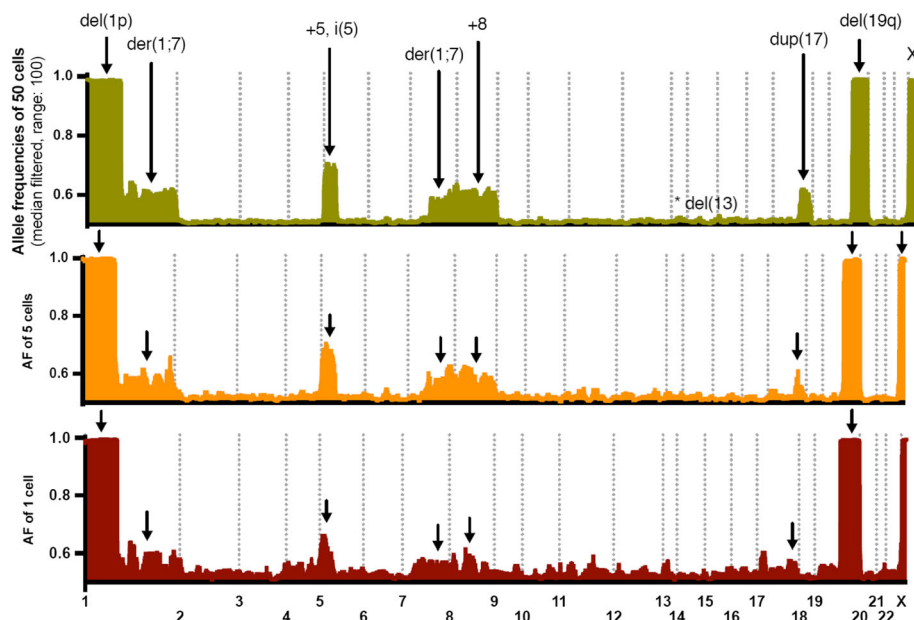 del(1p)
der(1;7)
+5, i(5)
der(1;7)
+8
dup(17)
del(19q)
X
Allele frequencies of 50 cells
(median filtered, range: 100)
1.0
0.8
0.6
* del(13)
AF of 5 cells
1.0
0.8
0.6
AF of 1 cell
1.0
0.8
0.6
1 2 3 4 5 6 7 8 9 10 11 12 13 14 15 16 17 18 19 20 21 22 X